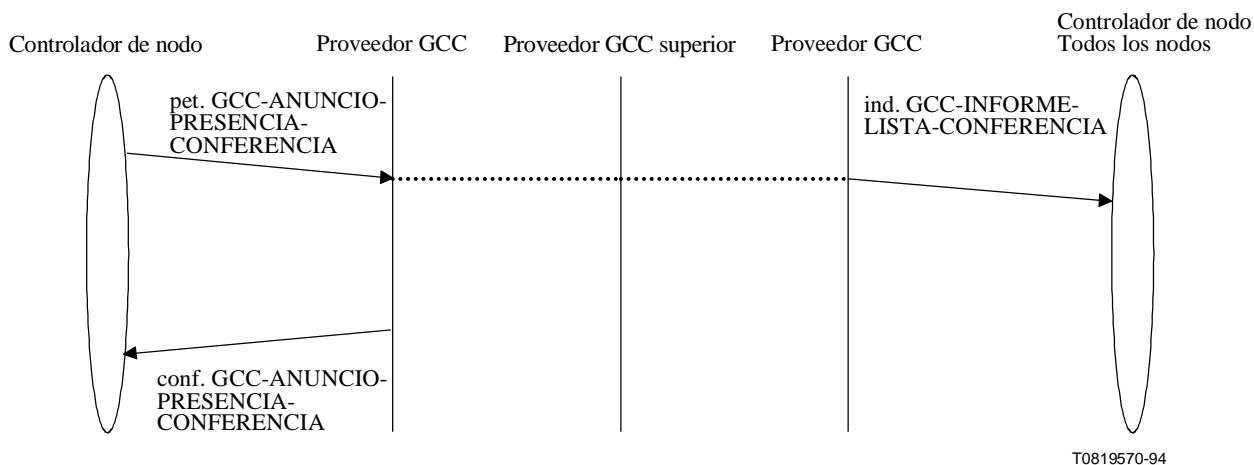 Controlador de nodo
Proveedor GCC
Proveedor GCC superior
Proveedor GCC
Controlador de nodo
Todos los nodos
pet. GCC-ANUNCIO-
PRESENCIA-
CONFERENCIA
ind. GCC-INFORME-
LISTA-CONFERENCIA
conf. GCC-ANUNCIO-
PRESENCIA-
CONFERENCIA
T0819570-94